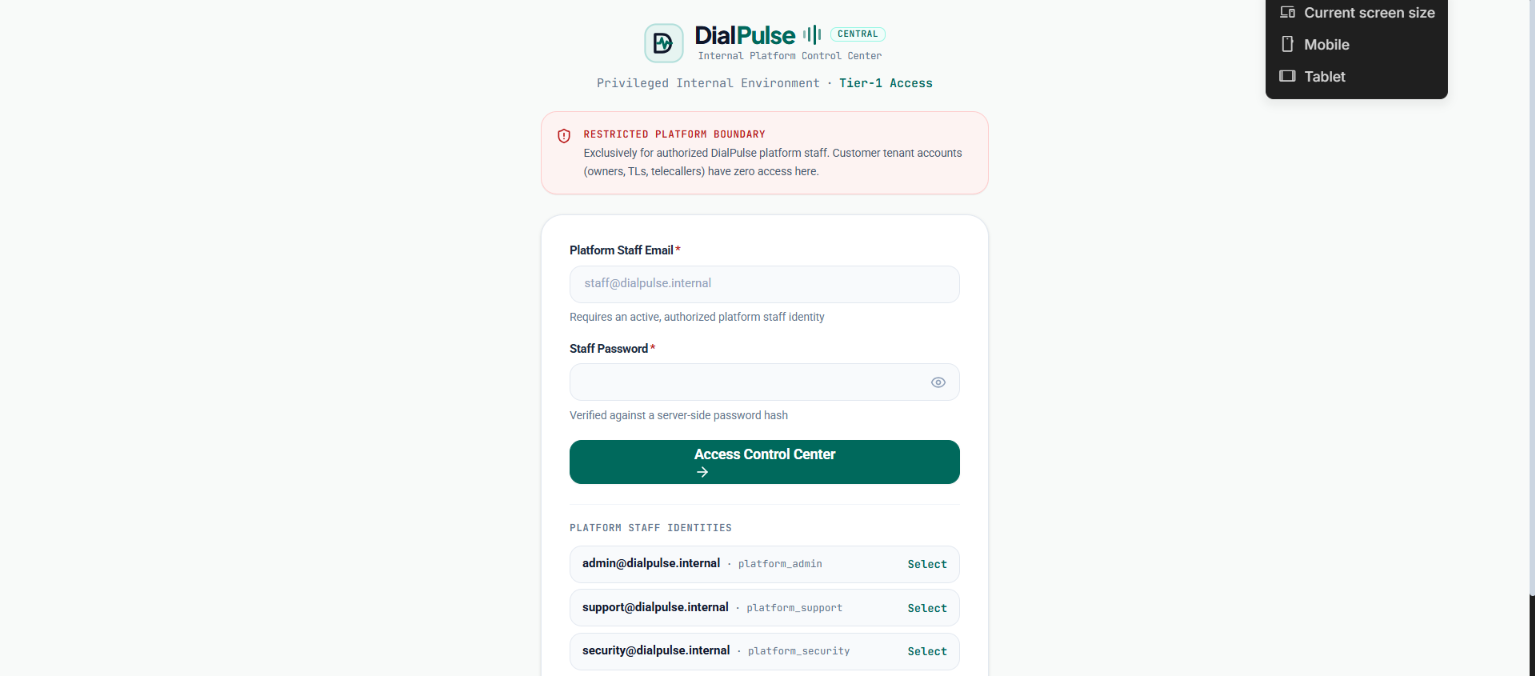 DialPulse CENTRAL
Internal Platform Control Center
Privileged Internal Environment · Tier-1 Access
Current screen size
Mobile
Tablet
RESTRICTED PLATFORM BOUNDARY
Exclusively for authorized DialPulse platform staff. Customer tenant accounts
(owners, TLs, telecallers) have zero access here.
Platform Staff Email*
staff@dialpulse.internal
Requires an active, authorized platform staff identity
Staff Password*
Verified against a server-side password hash
Access Control Center
→
PLATFORM STAFF IDENTITIES
admin@dialpulse.internal · platform_admin Select
support@dialpulse.internal · platform_support Select
security@dialpulse.internal · platform_security Select